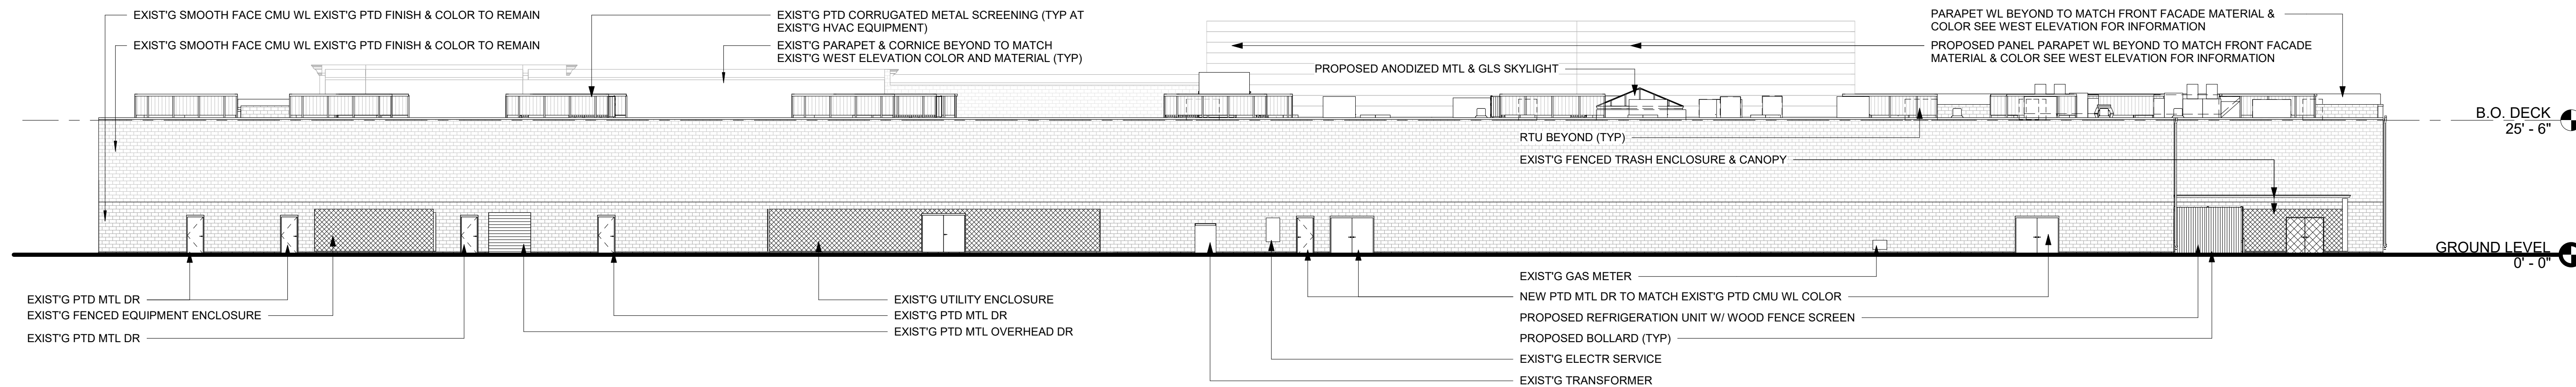 EXIST'G SMOOTH FACE CMU WL EXIST'G PTD FINISH & COLOR TO REMAIN
EXIST'G SMOOTH FACE CMU WL EXIST'G PTD FINISH & COLOR TO REMAIN
EXIST'G PTD CORRUGATED METAL SCREENING (TYP AT
EXIST'G HVAC EQUIPMENT)
EXIST'G PARAPET & CORNICE BEYOND TO MATCH
EXIST'G WEST ELEVATION COLOR AND MATERIAL (TYP)
PROPOSED ANODIZED MTL & GLS SKYLIGHT
PARAPET WL BEYOND TO MATCH FRONT FACADE MATERIAL &
COLOR SEE WEST ELEVATION FOR INFORMATION
PROPOSED PANEL PARAPET WL BEYOND TO MATCH FRONT FACADE
MATERIAL & COLOR SEE WEST ELEVATION FOR INFORMATION
B.O. DECK
25' - 6"
RTU BEYOND (TYP)
EXIST'G FENCED TRASH ENCLOSURE & CANOPY
GROUND LEVEL
0' - 0"
EXIST'G PTD MTL DR
EXIST'G FENCED EQUIPMENT ENCLOSURE
EXIST'G PTD MTL DR
EXIST'G UTILITY ENCLOSURE
EXIST'G PTD MTL DR
EXIST'G PTD MTL OVERHEAD DR
EXIST'G GAS METER
NEW PTD MTL DR TO MATCH EXIST'G PTD CMU WL COLOR
PROPOSED REFRIGERATION UNIT W/ WOOD FENCE SCREEN
PROPOSED BOLLARD (TYP)
EXIST'G ELECTR SERVICE
EXIST'G TRANSFORMER